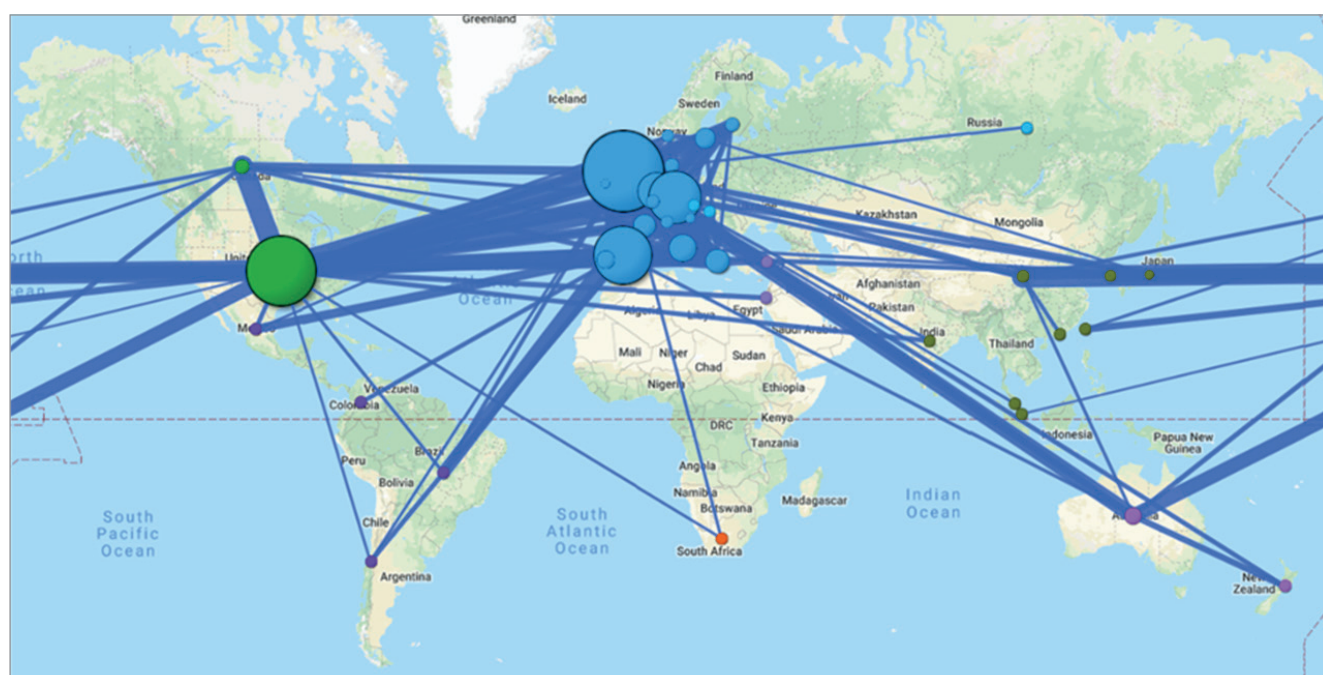 Greenland
Iceland
Finland
Sweden
Norway
Russia
Kazakhstan
Mongolia
Japan
Afghanistan
Pakistan
Egypt
Libya
India
Thailand
Mali
Niger
Chad
Sudan
Nigeria
Ethiopia
DRC
Kenya
Tanzania
Angola
Namibia
Botswana
Madagascar
South Africa
Venezuela
Colombia
Peru
Brazil
Bolivia
Chile
Argentina
Indonesia
Papua New
Guinea
New
Zealand
South
Pacific
Ocean
South
Atlantic
Ocean
Indian
Ocean
Ocean